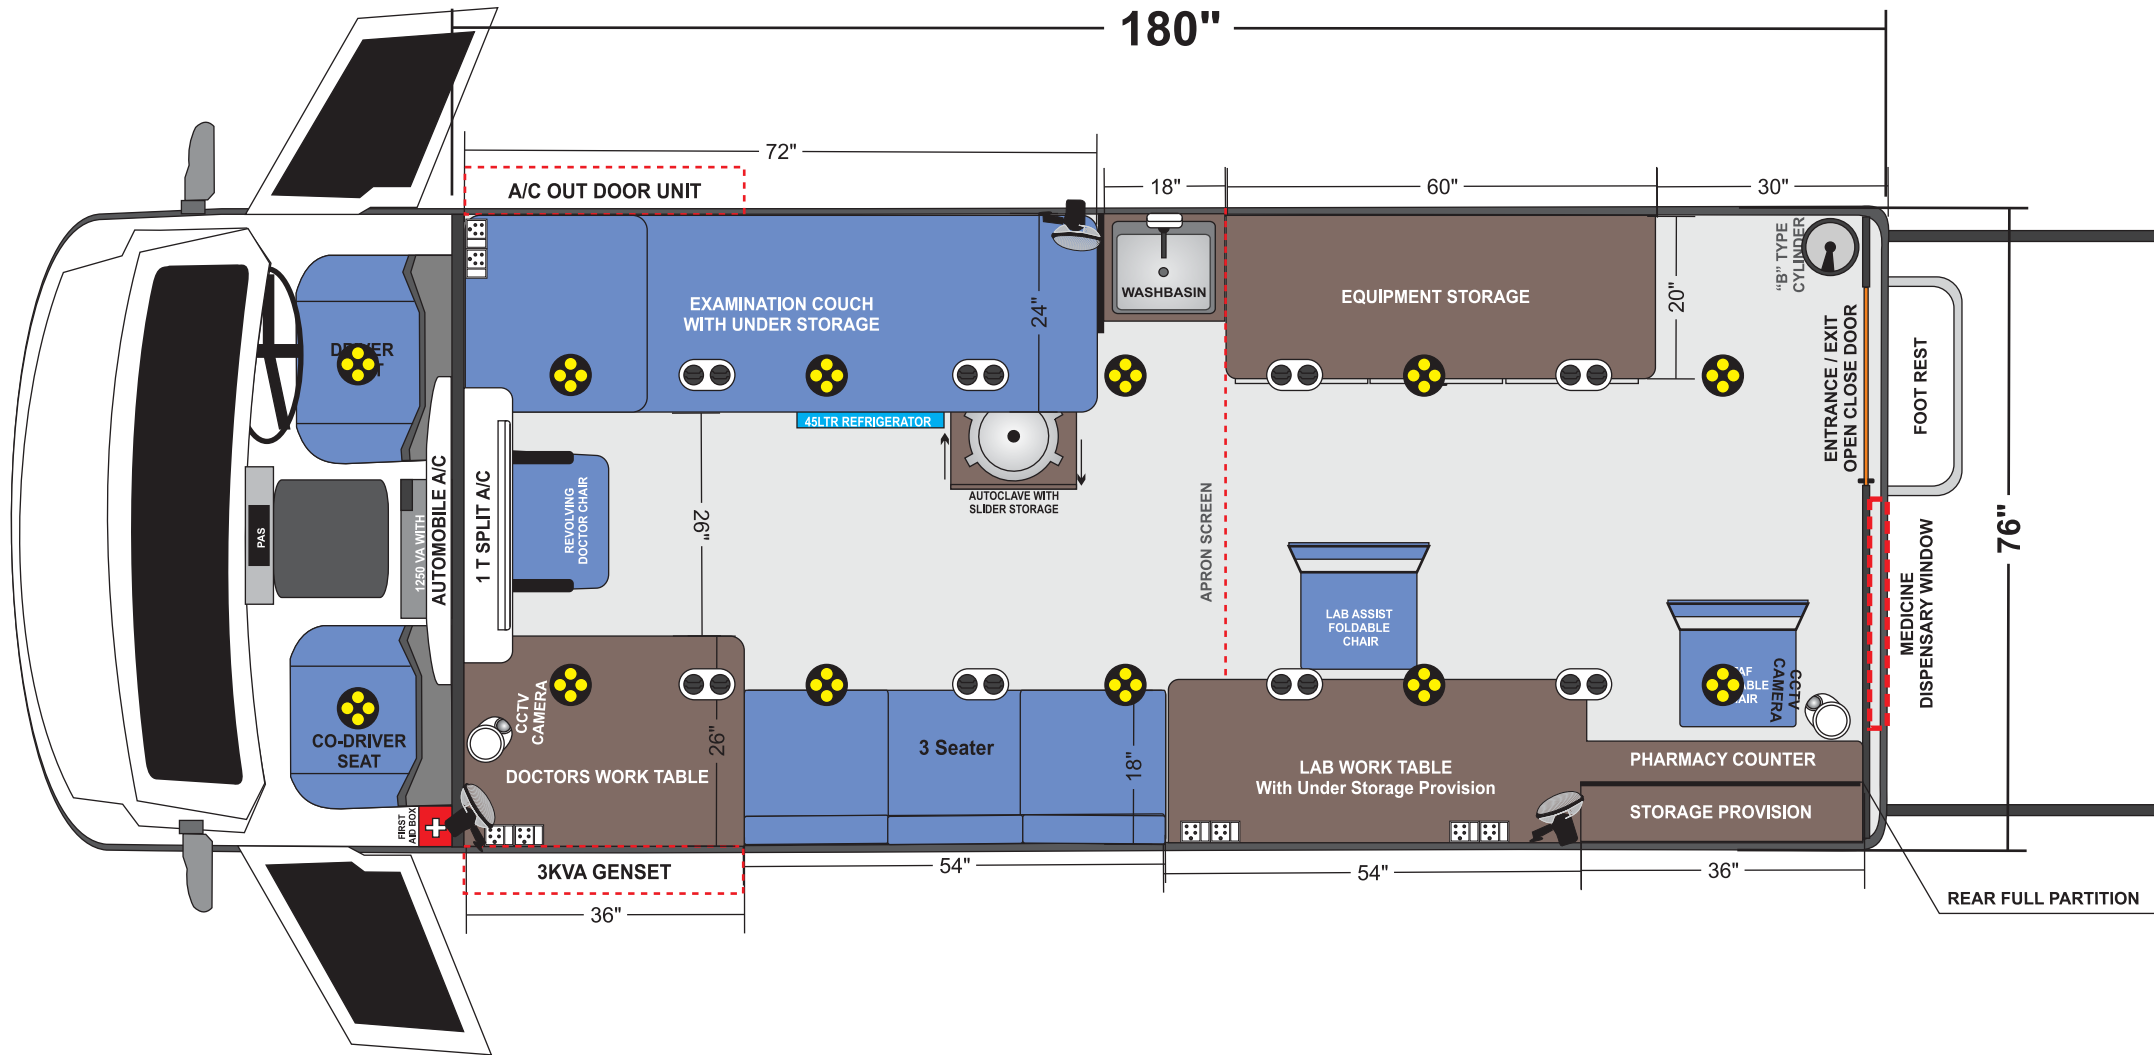 180"
72"
A/C OUT DOOR UNIT
18"
60"
30"
"B" TYPE
CYLINDER
WASHBASIN
EXAMINATION COUCH
WITH UNDER STORAGE
24"
EQUIPMENT STORAGE
20"
ENTRANCE / EXIT
OPEN CLOSE DOOR
FOOT REST
45LTR REFRIGERATOR
AUTOCLAVE WITH
SLIDER STORAGE
PAS
1250 VA WITH
AUTOMOBILE A/C
1 T SPLIT A/C
REVOLVING
DOCTOR CHAIR
26"
APRON SCREEN
LAB ASSIST
FOLDABLE
CHAIR
76"
MEDICINE
DISPENSARY WINDOW
CCTV
CAMERA
CCTV
CAMERA
CO-DRIVER
SEAT
DOCTORS WORK TABLE
26"
3 Seater
18"
LAB WORK TABLE
With Under Storage Provision
PHARMACY COUNTER
STORAGE PROVISION
FIRST
AID BOX
3KVA GENSET
54"
54"
36"
36"
REAR FULL PARTITION